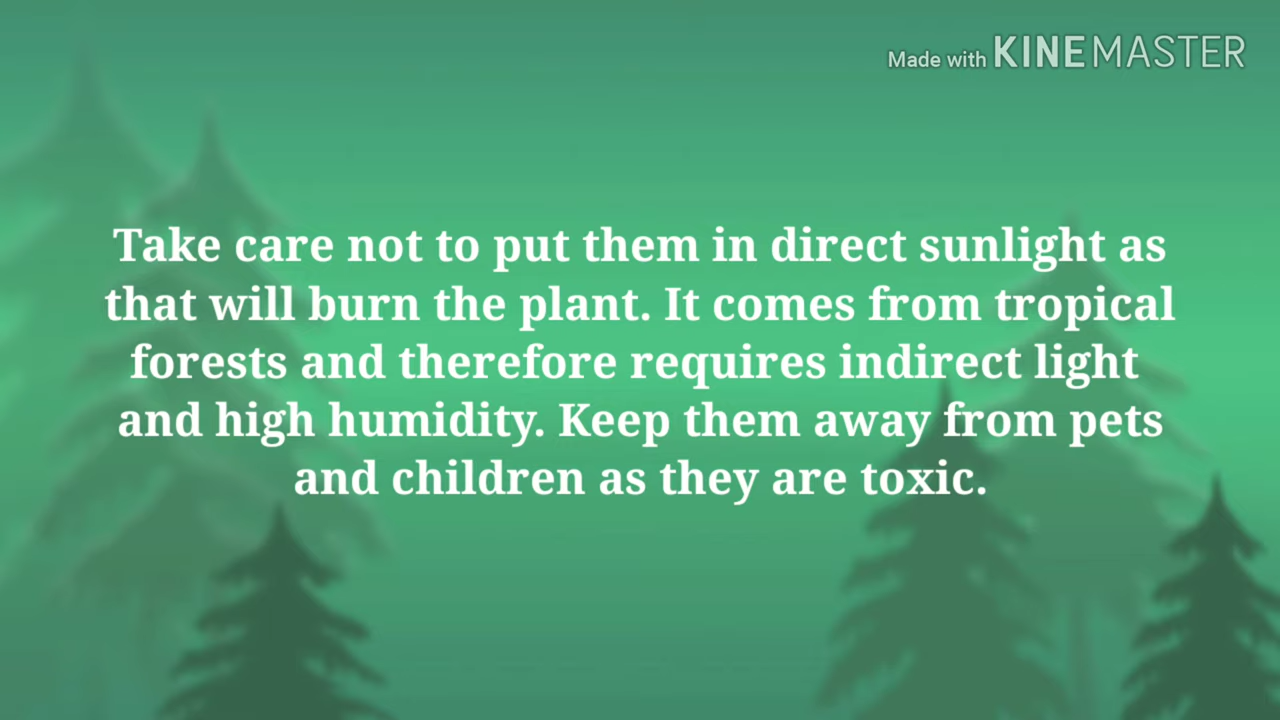 Made with KINEMASTER
Take care not to put them in direct sunlight as
that will burn the plant. It comes from tropical
forests and therefore requires indirect light
and high humidity. Keep them away from pets
and children as they are toxic.